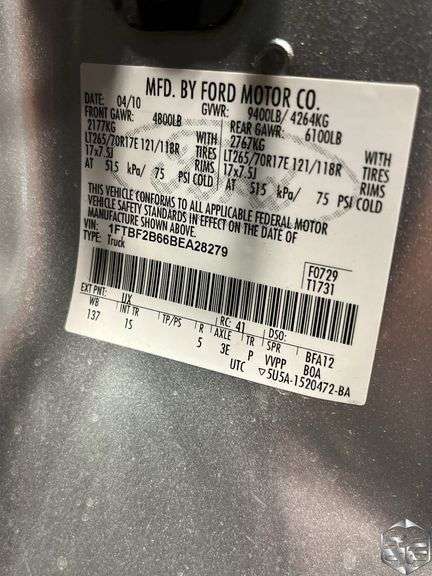 MFD. BY FORD MOTOR CO.
DATE: 04/10 GVWR: 9400LB/ 4264KG
FRONT GAWR: 4800LB REAR GAWR: 6100LB
2177KG WITH 2767KG WITH
LT265/70R17E 121/118R TIRES LT265/70R17E 121/118R TIRES
17x7.5J RIMS 17x7.5J RIMS
AT 515 kPa/ 75 PSI COLD AT 515 kPa/ 75 PSI COLD
THIS VEHICLE CONFORMS TO ALL APPLICABLE FEDERAL MOTOR
VEHICLE SAFETY STANDARDS IN EFFECT ON THE DATE OF
MANUFACTURE SHOWN ABOVE.
VIN: 1FTBF2B66BEA28279
TYPE: Truck
F0729
T1731
EXT PNT: UX RC: 41 DSO:
WB INT TR TP/PS R AXLE TR SPR BFA12
137 IS 5 3E P VVPP BOA
UTC ▽5U5A-1520472-BA